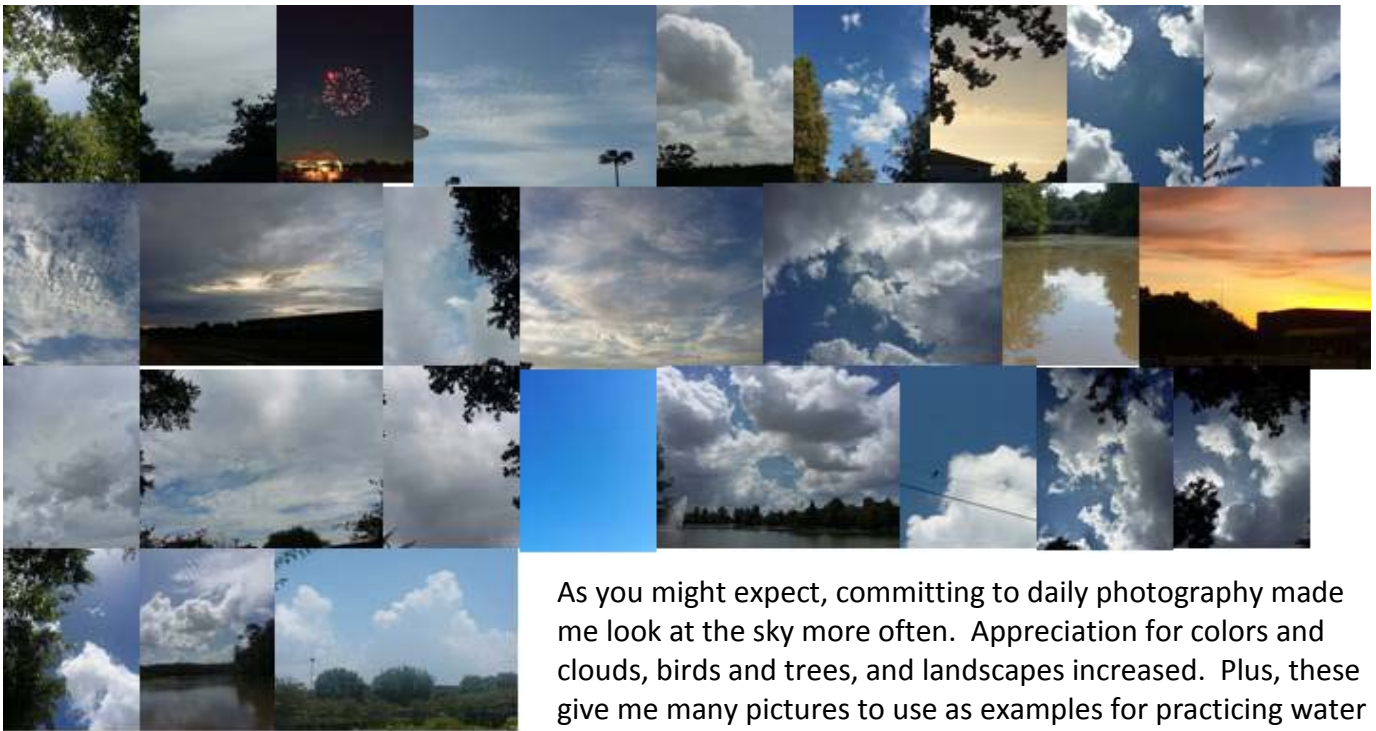 As you might expect, committing to daily photography made
me look at the sky more often.  Appreciation for colors and
clouds, birds and trees, and landscapes increased.  Plus, these
give me many pictures to use as examples for practicing water